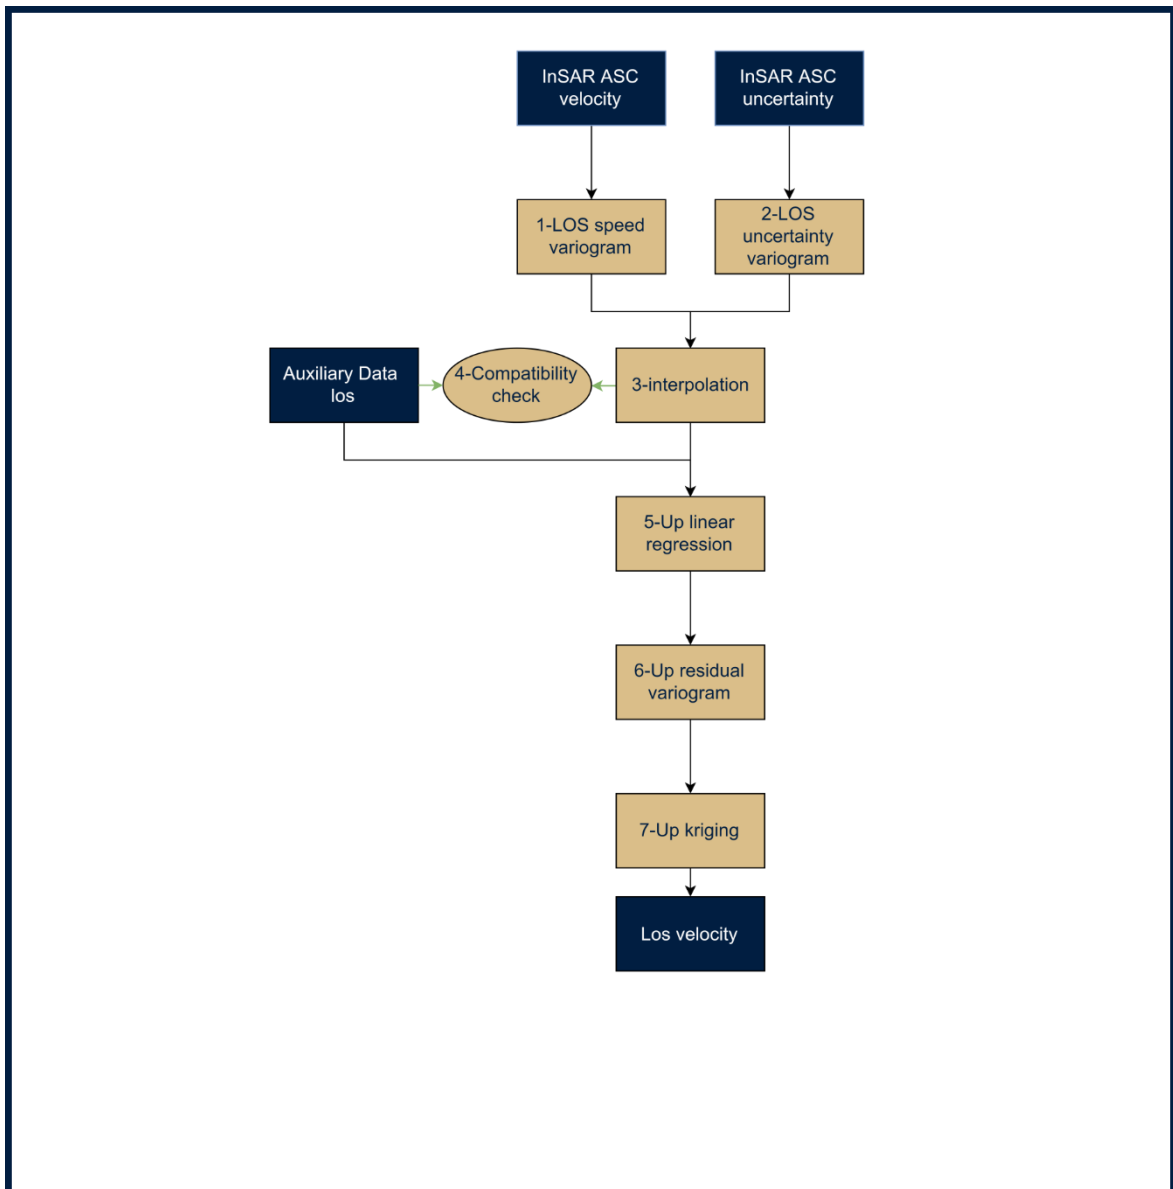 InSAR ASC
velocity
InSAR ASC
uncertainty
1-LOS speed
variogram
2-LOS
uncertainty
variogram
Auxiliary Data
los
4-Compatibility
check
3-interpolation
5-Up linear
regression
6-Up residual
variogram
7-Up kriging
Los velocity